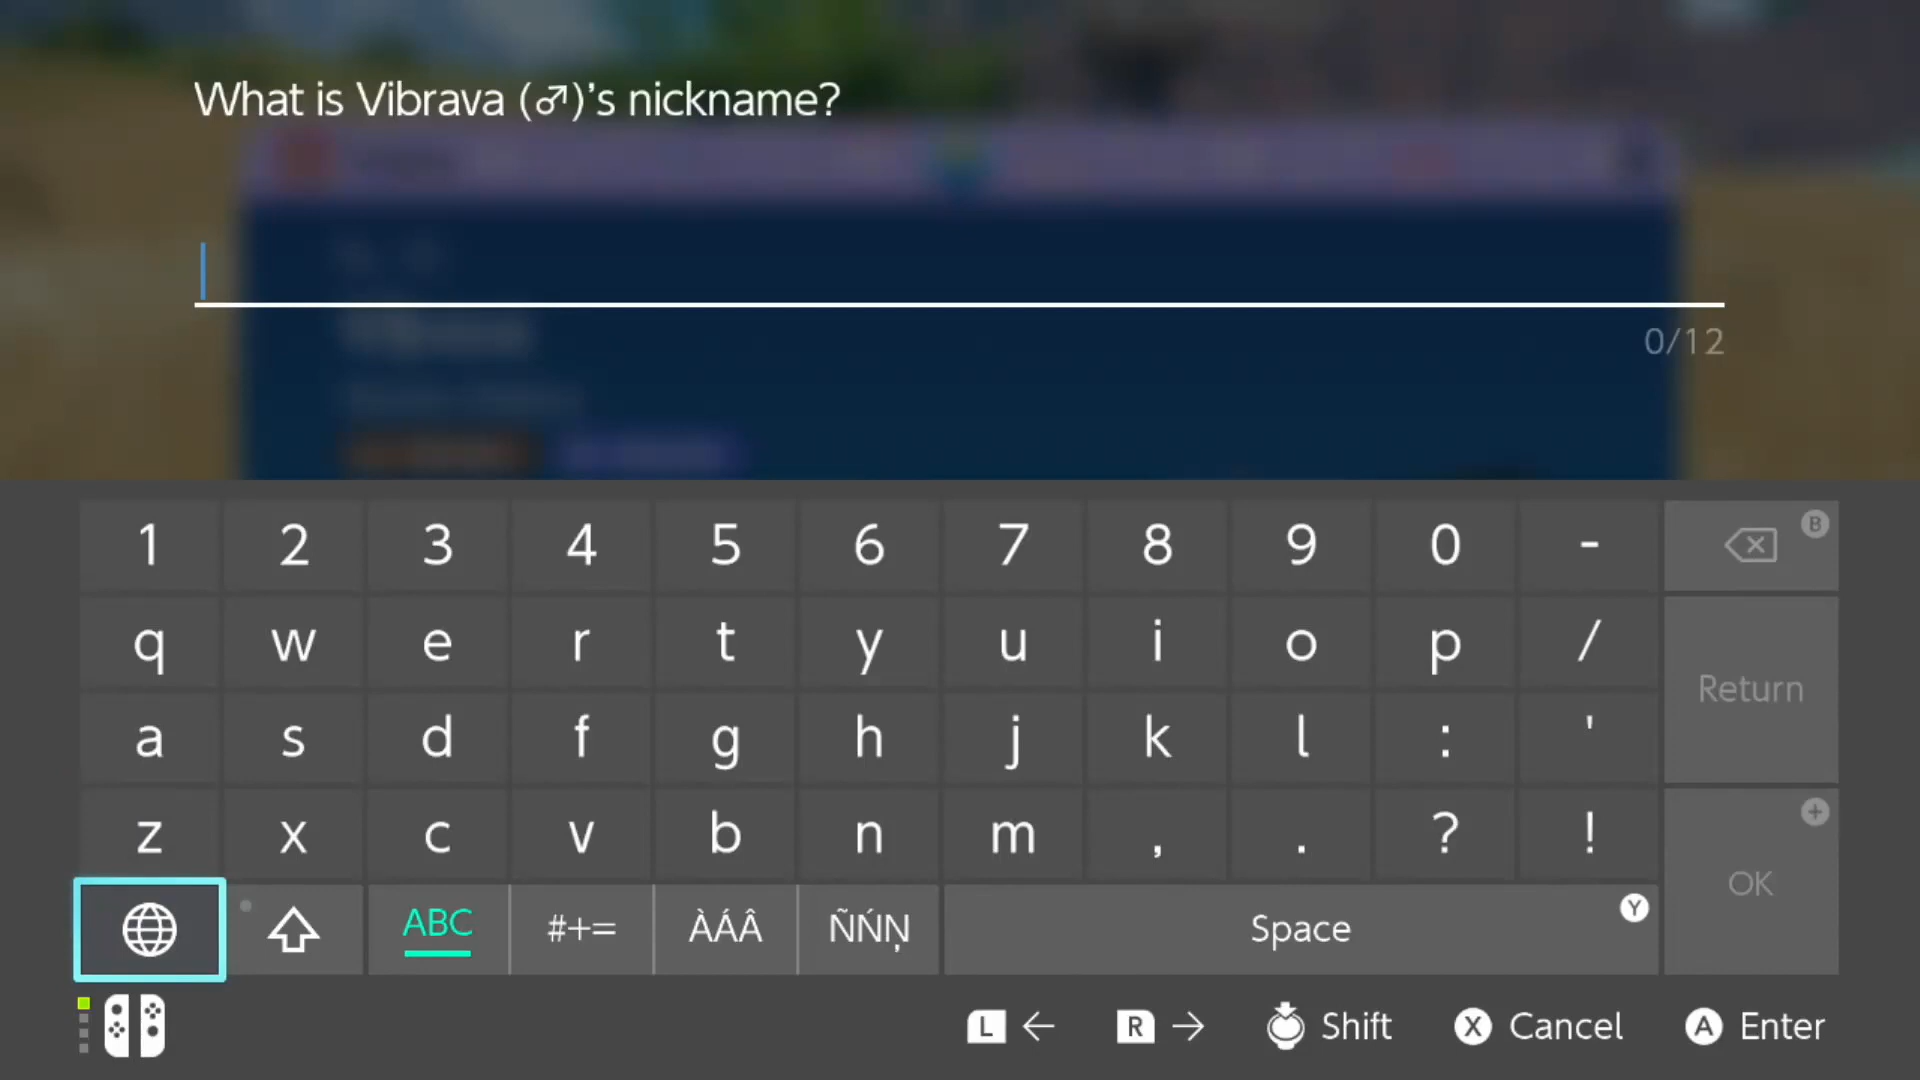 What is Vibrava (♂)'s nickname?
0/12
1 2 3 4 5 6 7 8 9 0 - B
q w e r t y u i o p /
Return
a s d f g h j k l : '
z x c v b n m , . ? ! +
OK
ABC #+= ÀÁÂ ÑŃŅ Space Y
L ← R → Shift X Cancel A Enter